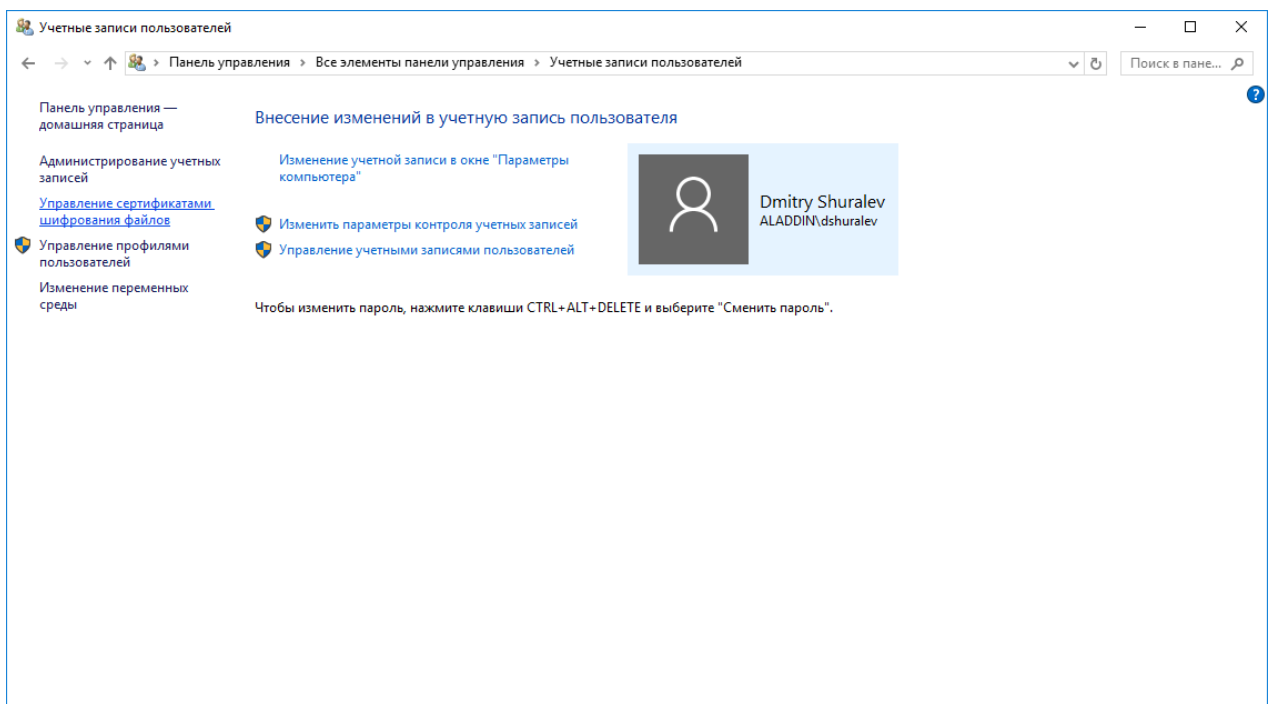 Учетные записи пользователей
Панель управления › Все элементы панели управления › Учетные записи пользователей
Поиск в пане...
Панель управления —
домашняя страница
Администрирование учетных
записей
Управление сертификатами
шифрования файлов
Управление профилями
пользователей
Изменение переменных
среды
Внесение изменений в учетную запись пользователя
Изменение учетной записи в окне "Параметры
компьютера"
Изменить параметры контроля учетных записей
Управление учетными записями пользователей
Dmitry Shuralev
ALADDIN\dshuralev
Чтобы изменить пароль, нажмите клавиши CTRL+ALT+DELETE и выберите "Сменить пароль".